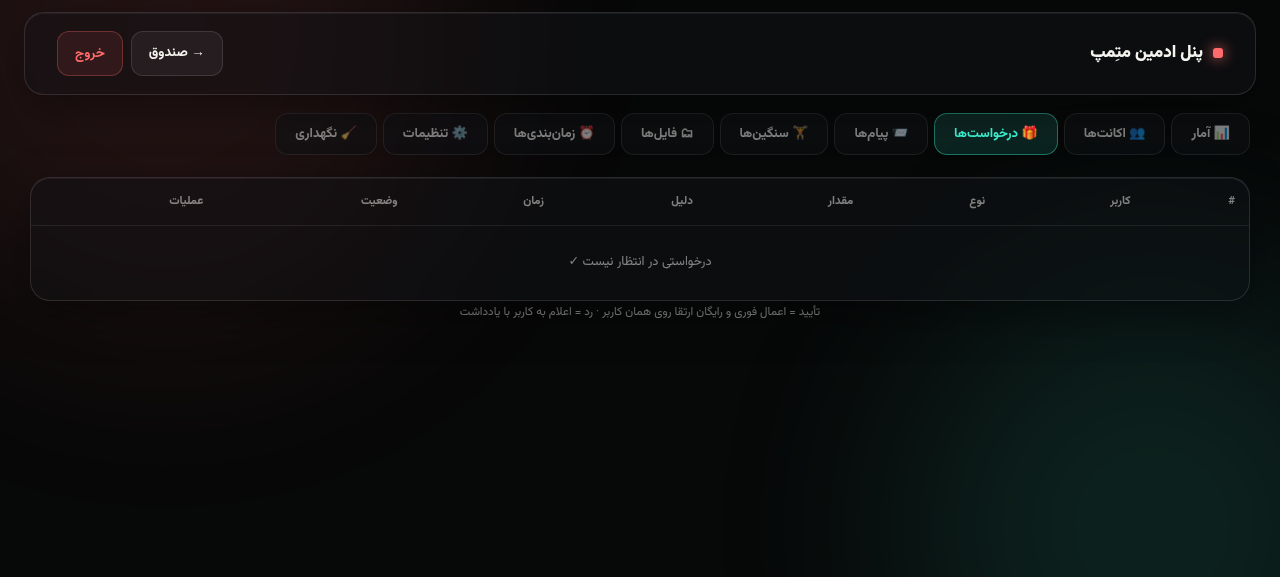 پنل ادمین متِمپ
→ صندوق
خروج
📊 آمار
👥 اکانت‌ها
🎁 درخواست‌ها
📨 پیام‌ها
🏋 سنگین‌ها
🗂 فایل‌ها
⏰ زمان‌بندی‌ها
⚙️ تنظیمات
🧹 نگهداری
# کاربر نوع مقدار دلیل زمان وضعیت عملیات
درخواستی در انتظار نیست ✓
تأیید = اعمال فوری و رایگان ارتقا روی همان کاربر · رد = اعلام به کاربر با یادداشت